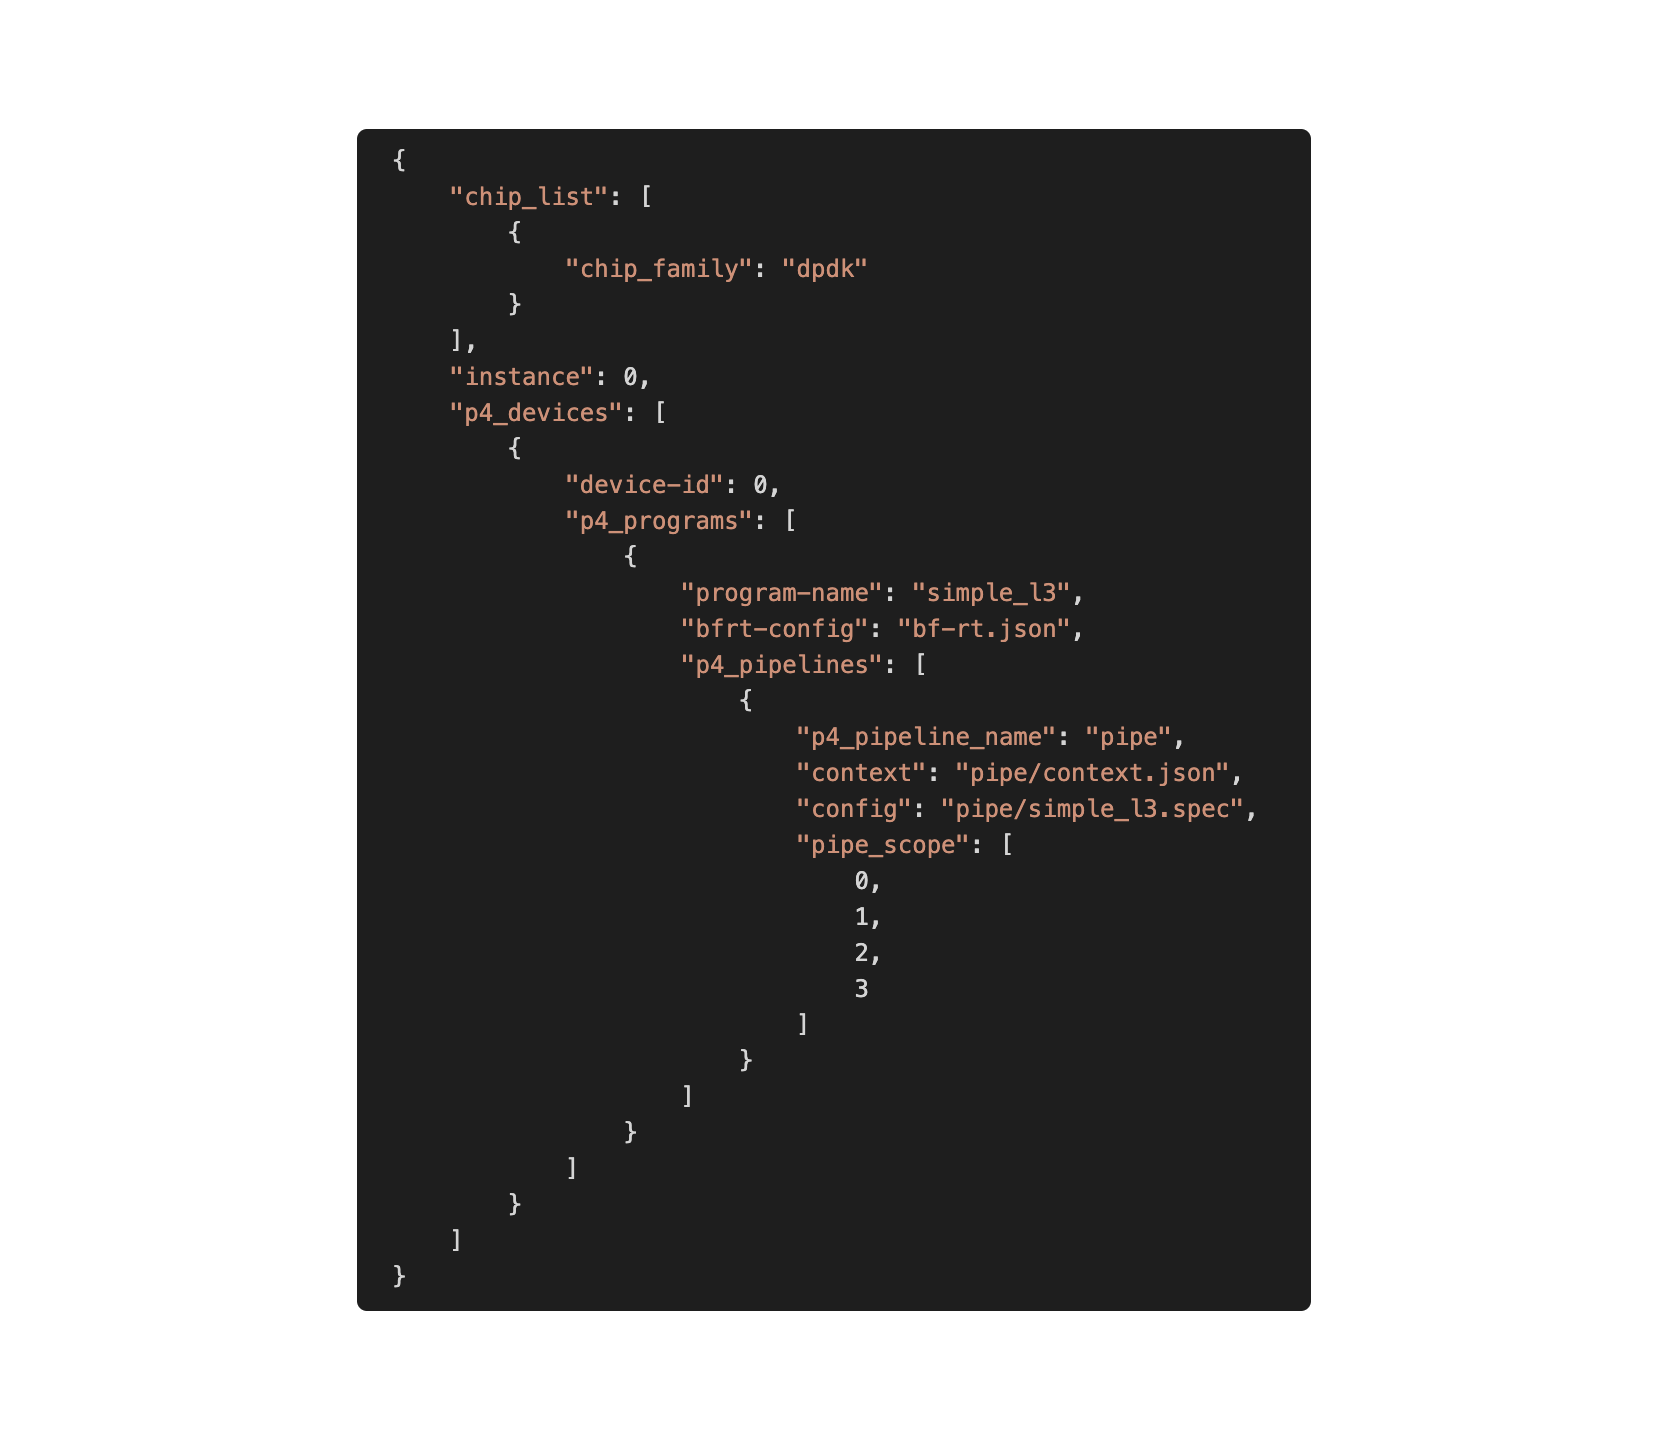 {
    "chip_list": [
        {
            "chip_family": "dpdk"
        }
    ],
    "instance": 0,
    "p4_devices": [
        {
            "device-id": 0,
            "p4_programs": [
                {
                    "program-name": "simple_l3",
                    "bfrt-config": "bf-rt.json",
                    "p4_pipelines": [
                        {
                            "p4_pipeline_name": "pipe",
                            "context": "pipe/context.json",
                            "config": "pipe/simple_l3.spec",
                            "pipe_scope": [
                                0,
                                1,
                                2,
                                3
                            ]
                        }
                    ]
                }
            ]
        }
    ]
}